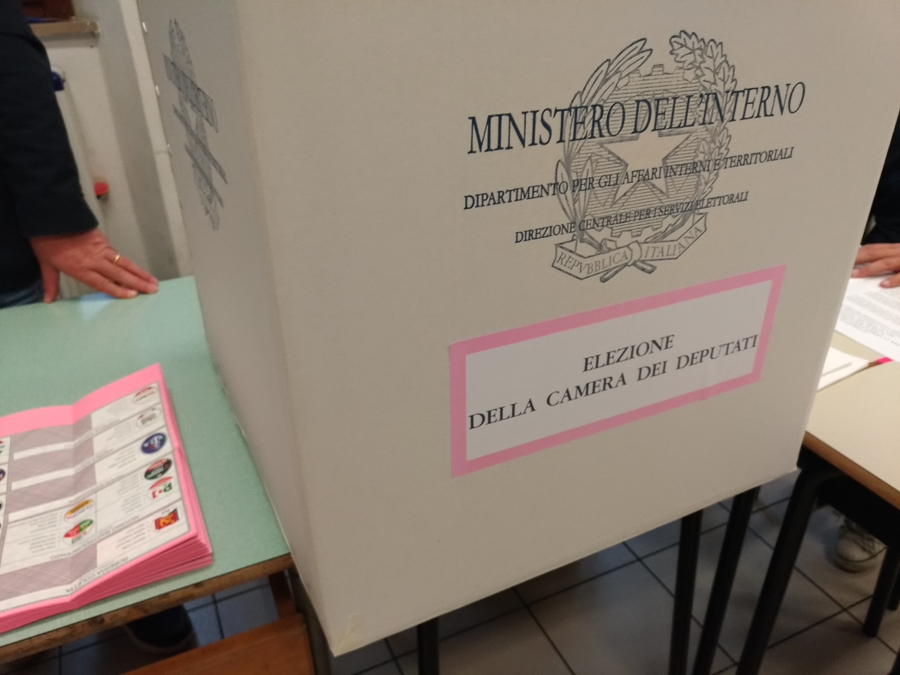 MINISTERO DELL'INTERNO
DIPARTIMENTO PER GLI AFFARI INTERNI E TERRITORIALI
DIREZIONE CENTRALE PER I SERVIZI ELETTORALI
REPVBBLICA ITALIANA
ELEZIONE
DELLA CAMERA DEI DEPUTATI